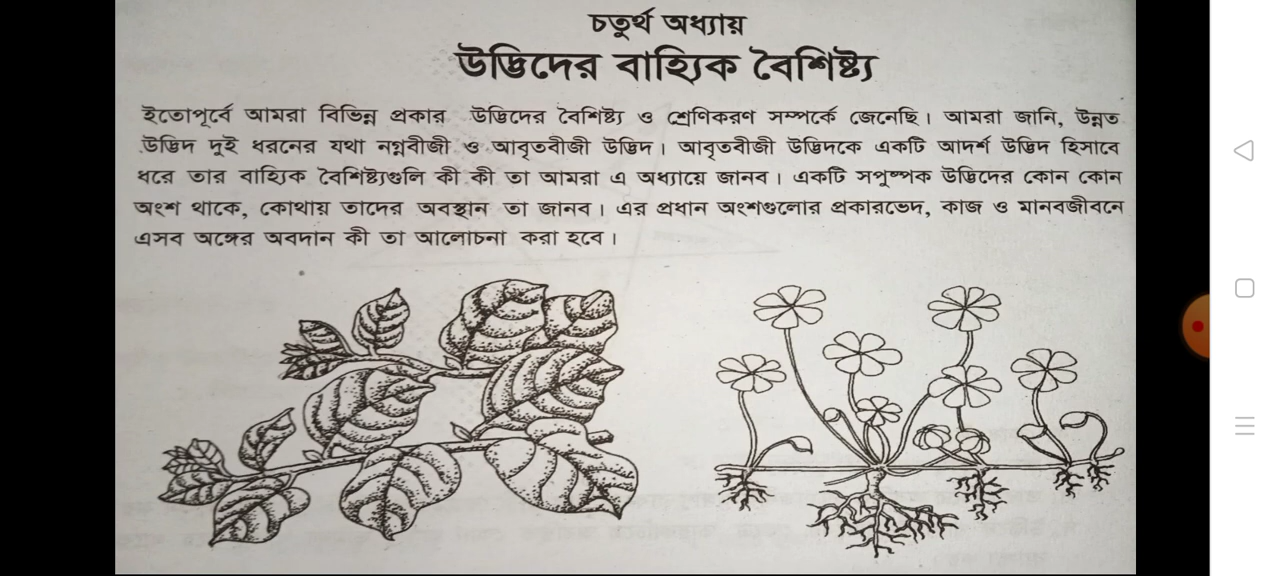 চতুর্থ অধ্যায়
উদ্ভিদের বাহ্যিক বৈশিষ্ট্য
ইতোপূর্বে আমরা বিভিন্ন প্রকার উদ্ভিদের বৈশিষ্ট্য ও শ্রেণিকরণ সম্পর্কে জেনেছি। আমরা জানি, উন্নত
উদ্ভিদ দুই ধরনের যথা নগ্নবীজী ও আবৃতবীজী উদ্ভিদ। আবৃতবীজী উদ্ভিদকে একটি আদর্শ উদ্ভিদ হিসাবে
ধরে তার বাহ্যিক বৈশিষ্ট্যগুলি কী কী তা আমরা এ অধ্যায়ে জানব। একটি সপুষ্পক উদ্ভিদের কোন কোন
অংশ থাকে, কোথায় তাদের অবস্থান তা জানব। এর প্রধান অংশগুলোর প্রকারভেদ, কাজ ও মানবজীবনে
এসব অঙ্গের অবদান কী তা আলোচনা করা হবে।